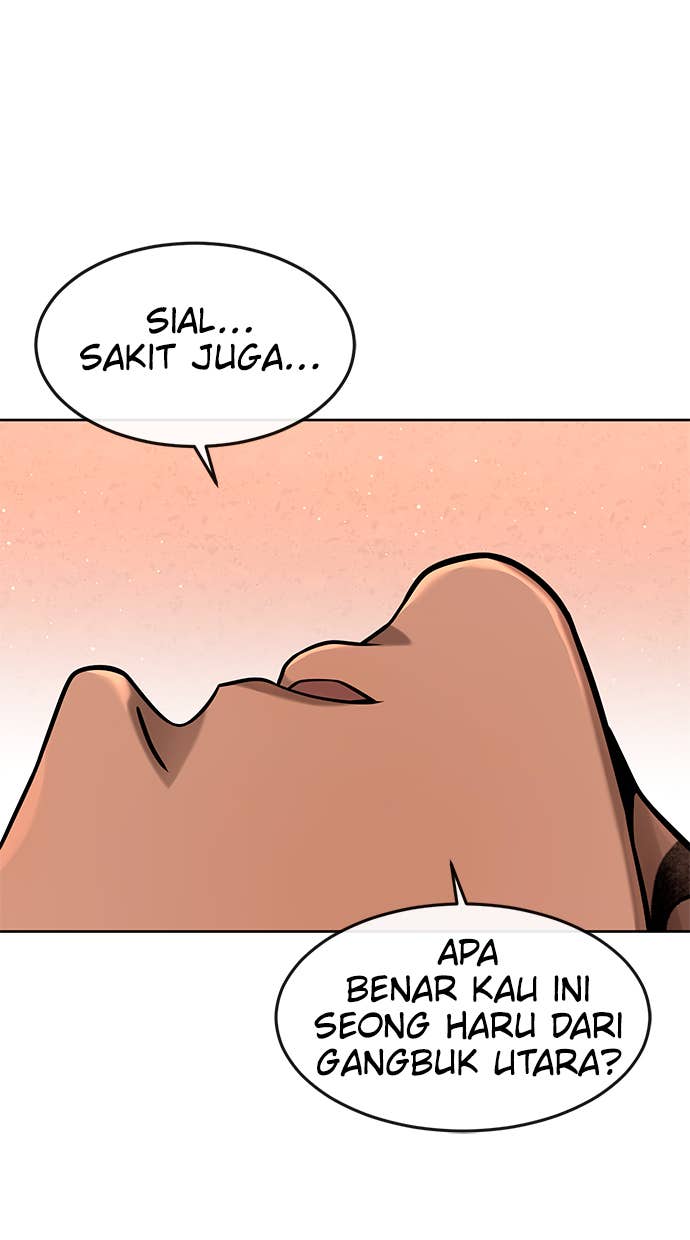 SIAL...
SAKIT JUGA...
APA
BENAR KAU INI
SEONG HARU DARI
GANGBUK UTARA?